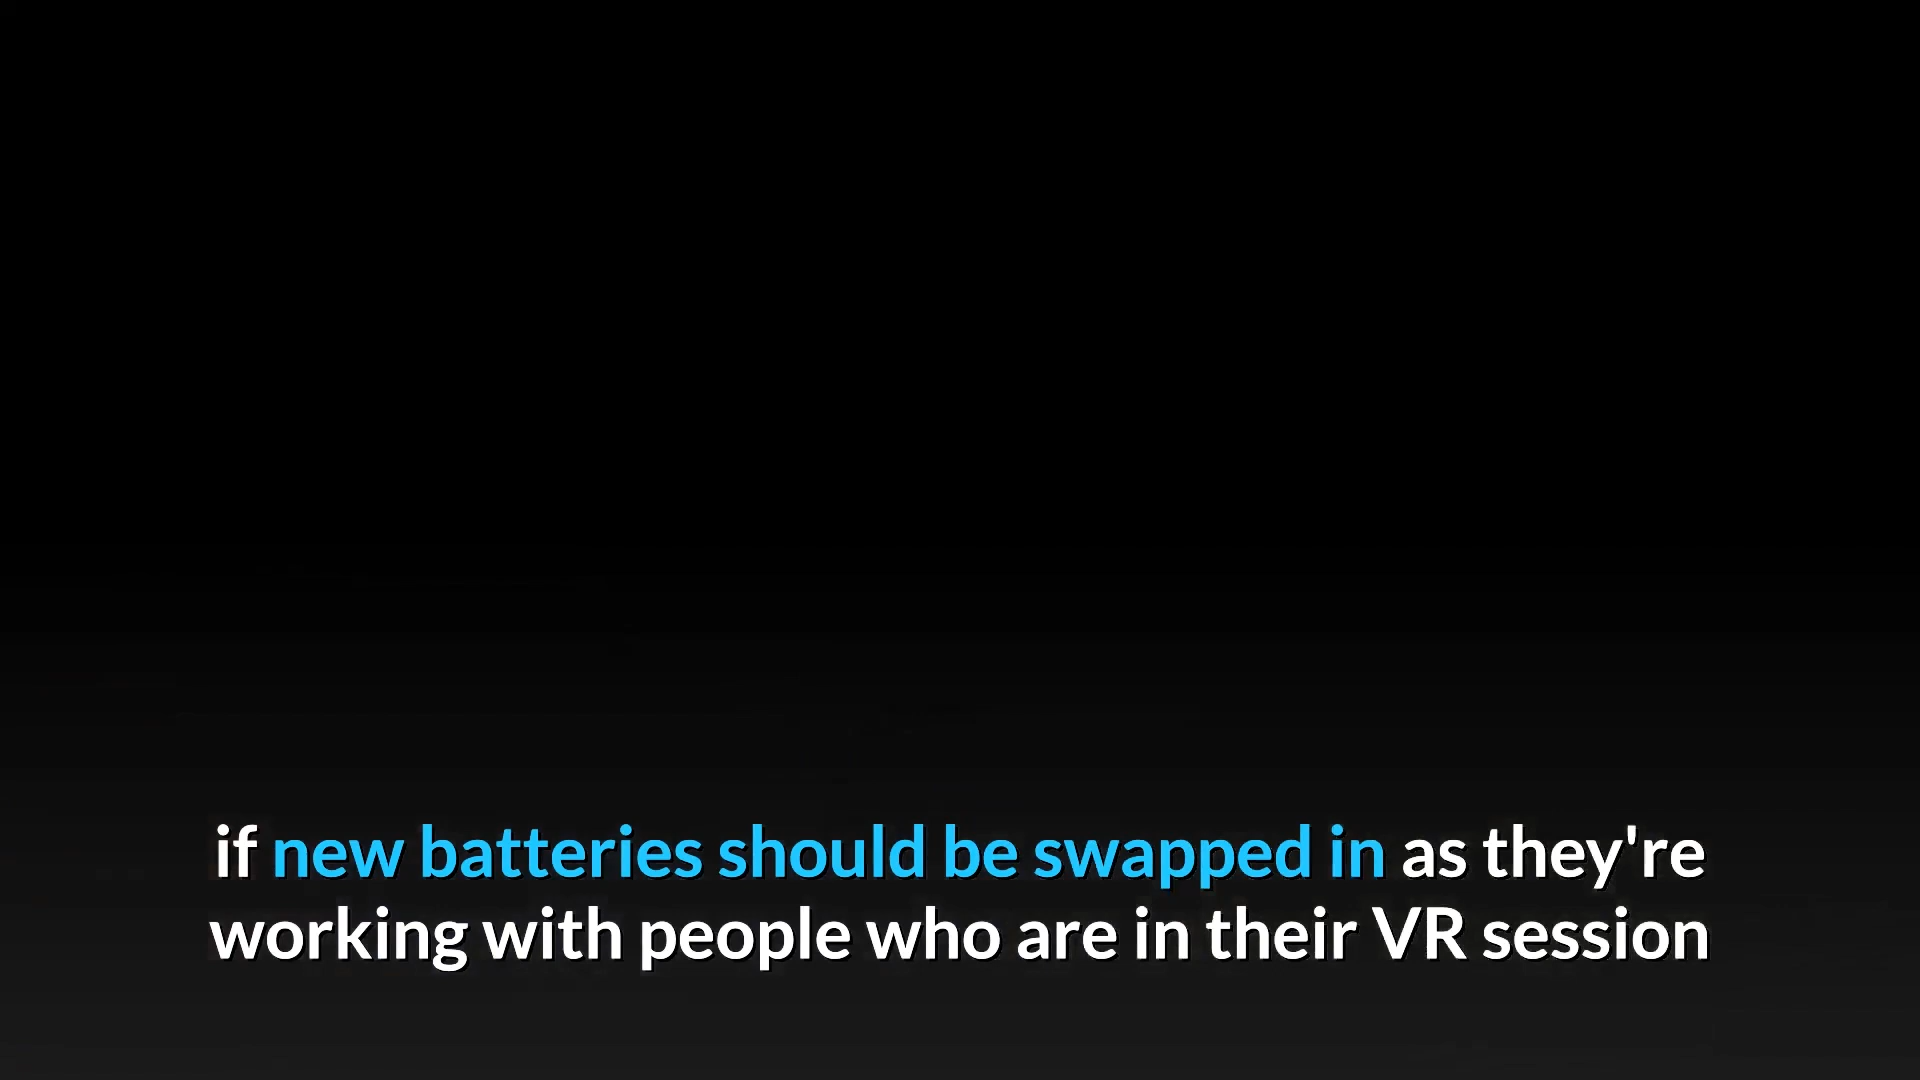 if new batteries should be swapped in as they're
working with people who are in their VR session